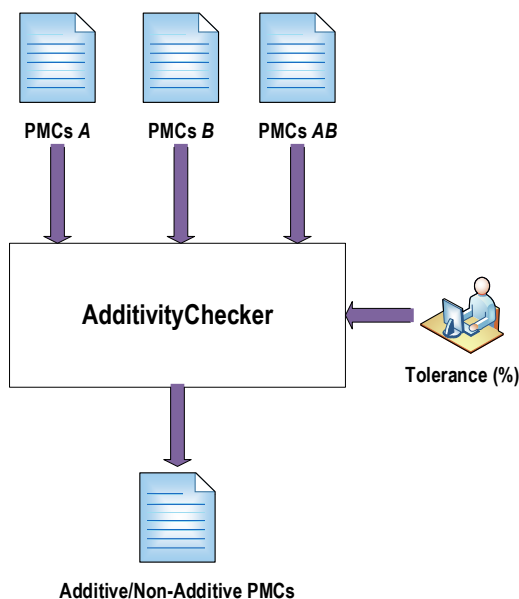 PMCs A
PMCs B
PMCs AB
AdditivityChecker
Tolerance (%)
Additive/Non-Additive PMCs